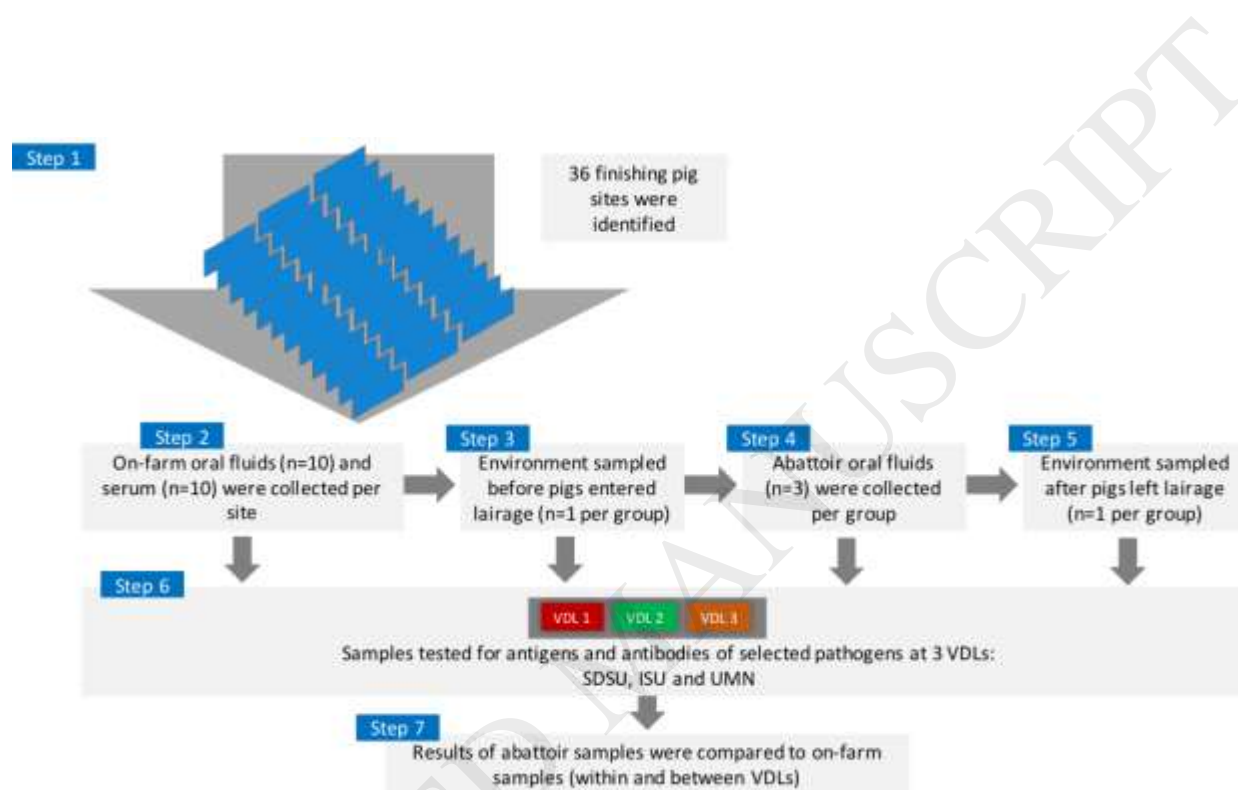 Step 1
36 finishing pig
sites were
identified
Step 2
On-farm oral fluids (n=10) and
serum (n=10) were collected per
site
Step 3
Environment sampled
before pigs entered
lairage (n=1 per group)
Step 4
Abattoir oral fluids
(n=3) were collected
per group
Step 5
Environment sampled
after pigs left lairage
(n=1 per group)
Step 6
VDL 1
VDL 2
VDL 3
Samples tested for antigens and antibodies of selected pathogens at 3 VDLs:
SDSU, ISU and UMN
Step 7
Results of abattoir samples were compared to on-farm
samples (within and between VDLs)
ED MANUSCRIPT